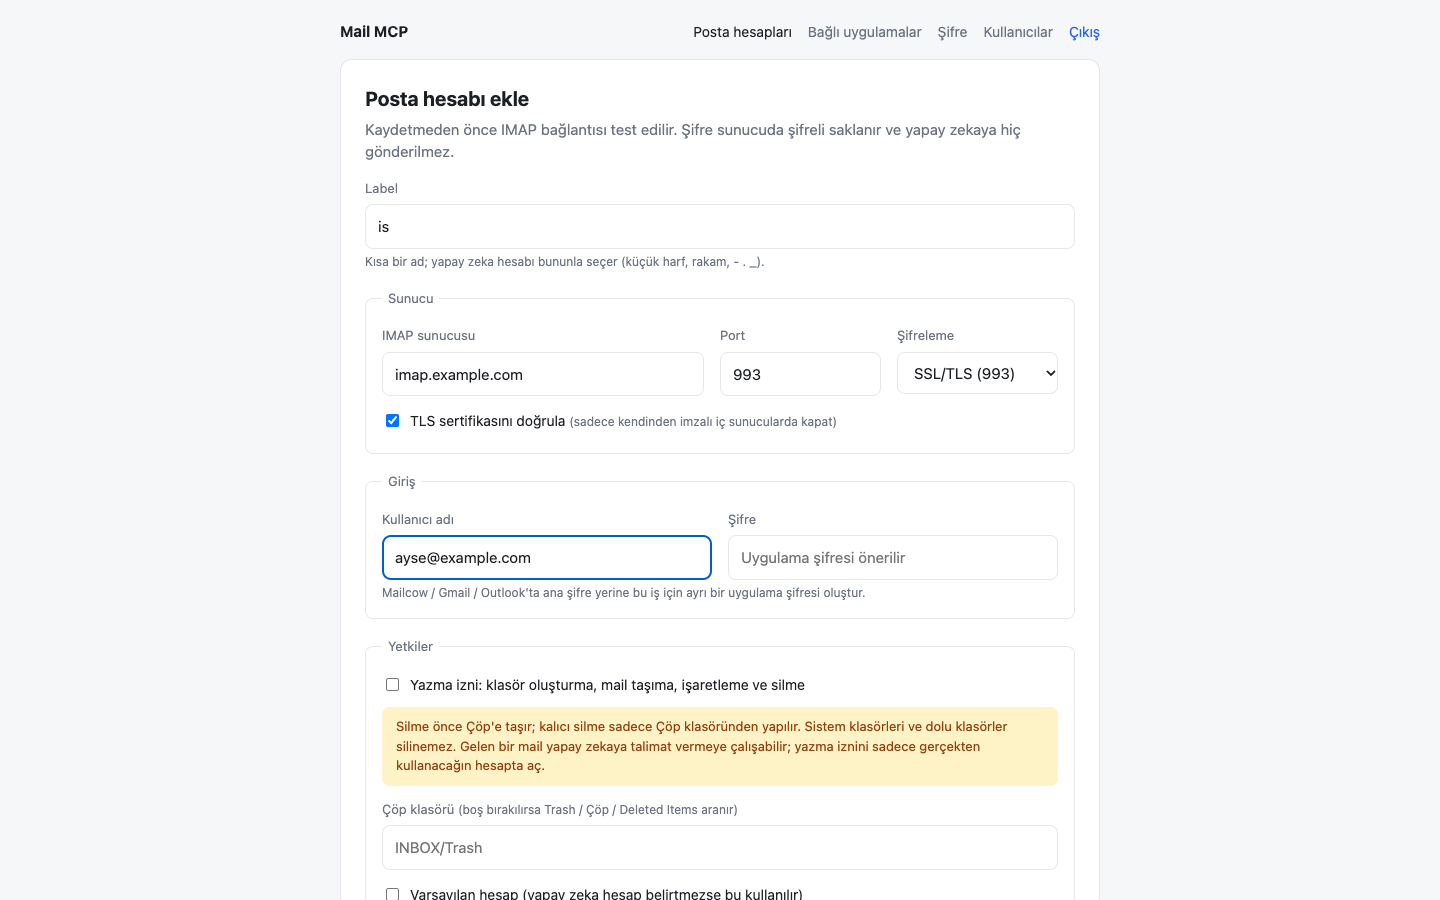 Mail MCP
Posta hesapları
Bağlı uygulamalar
Şifre
Kullanıcılar
Çıkış
Posta hesabı ekle
Kaydetmeden önce IMAP bağlantısı test edilir. Şifre sunucuda şifreli saklanır ve yapay zekaya hiç
gönderilmez.
Label
is
Kısa bir ad; yapay zeka hesabı bununla seçer (küçük harf, rakam, - . _).
Sunucu
IMAP sunucusu
Port
Şifreleme
imap.example.com
993
SSL/TLS (993)
TLS sertifikasını doğrula (sadece kendinden imzalı iç sunucularda kapat)
Giriş
Kullanıcı adı
Şifre
ayse@example.com
Uygulama şifresi önerilir
Mailcow / Gmail / Outlook'ta ana şifre yerine bu iş için ayrı bir uygulama şifresi oluştur.
Yetkiler
Yazma izni: klasör oluşturma, mail taşıma, işaretleme ve silme
Silme önce Çöp'e taşır; kalıcı silme sadece Çöp klasöründen yapılır. Sistem klasörleri ve dolu klasörler
silinemez. Gelen bir mail yapay zekaya talimat vermeye çalışabilir; yazma iznini sadece gerçekten
kullanacağın hesapta aç.
Çöp klasörü (boş bırakılırsa Trash / Çöp / Deleted Items aranır)
INBOX/Trash
Varsayılan hesap (yapay zeka hesap belirtmezse bu kullanılır)